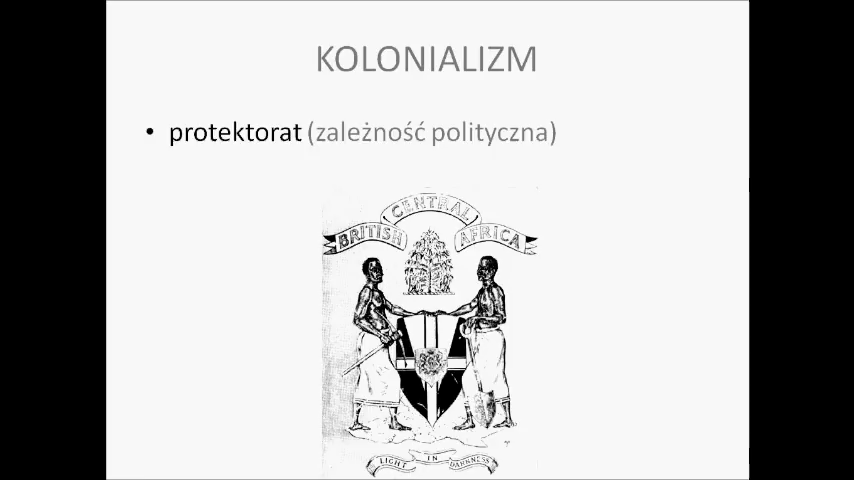 KOLONIALIZM
• protektorat (zależność polityczna)
BRITISH CENTRAL AFRICA
LIGHT IN DARKNESS